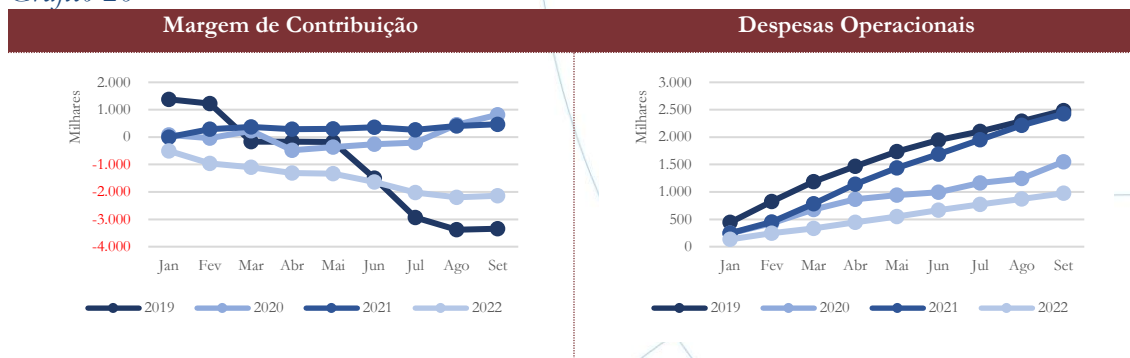 Margem de Contribuição
Milhares
2.000
1.000
0
-1.000
-2.000
-3.000
-4.000
Jan Fev Mar Abr Mai Jun Jul Ago Set
2019 2020 2021 2022
Despesas Operacionais
Milhares
3.000
2.500
2.000
1.500
1.000
500
0
Jan Fev Mar Abr Mai Jun Jul Ago Set
2019 2020 2021 2022